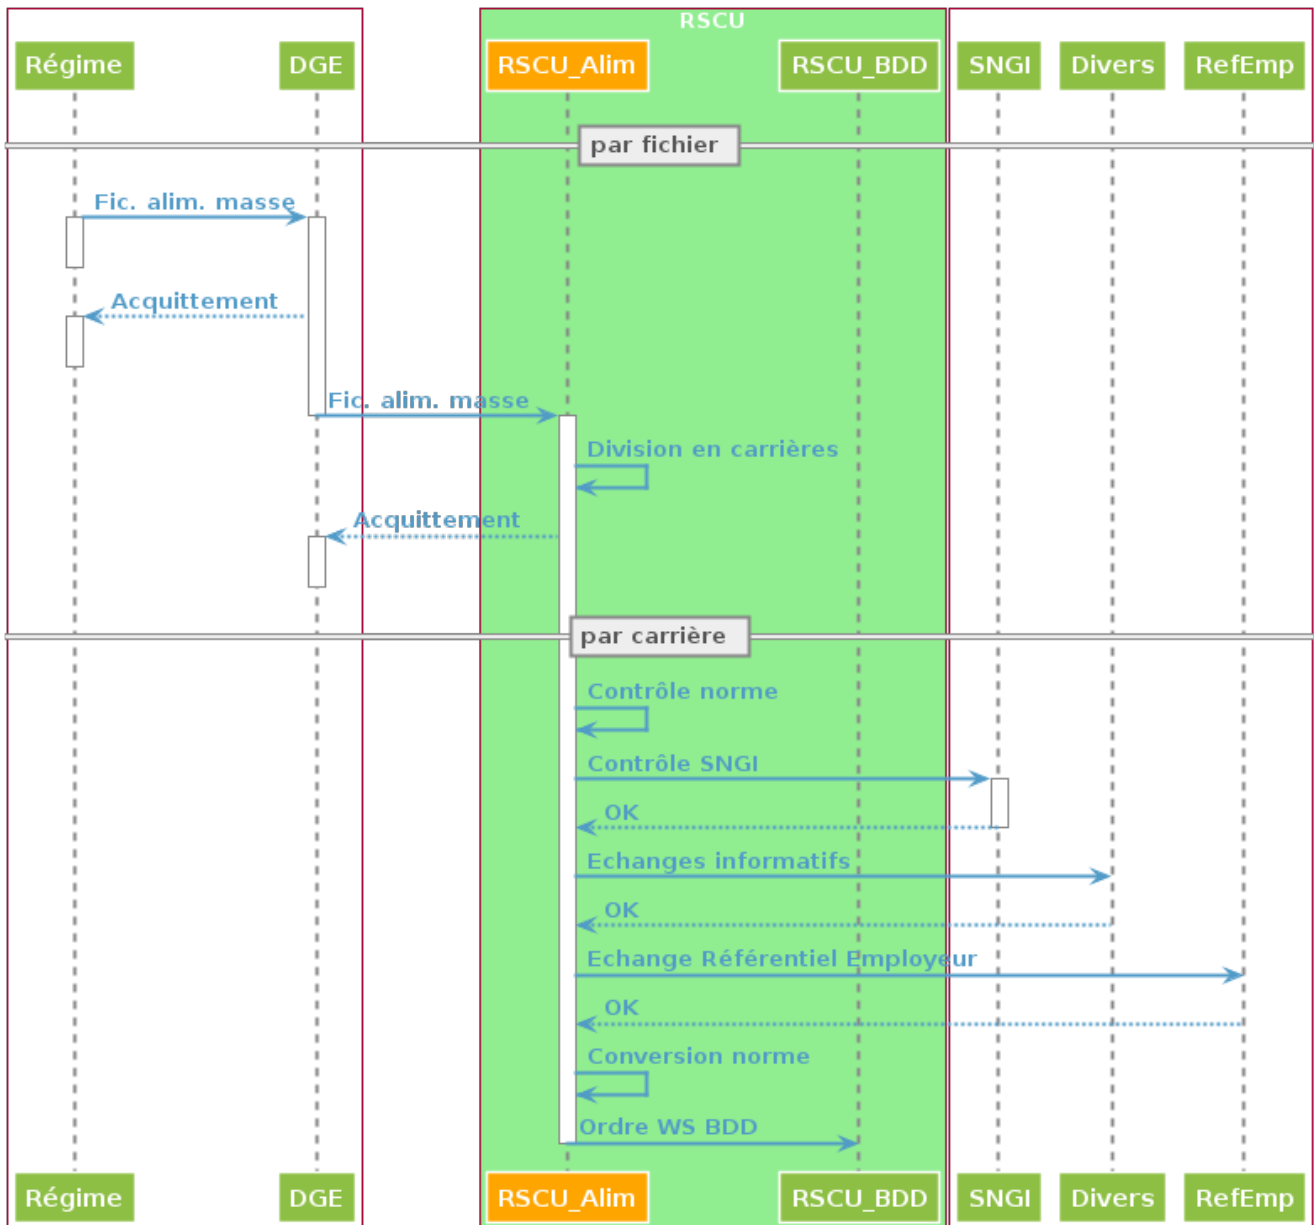 RSCU
Régime
DGE
RSCU_Alim
RSCU_BDD
SNGI
Divers
RefEmp
par fichier
Fic. alim. masse
Acquittement
Fic. alim. masse
Division en carrières
Acquittement
par carrière
Contrôle norme
Contrôle SNGI
OK
Echanges informatifs
OK
Echange Référentiel Employeur
OK
Conversion norme
Ordre WS BDD
Régime
DGE
RSCU_Alim
RSCU_BDD
SNGI
Divers
RefEmp